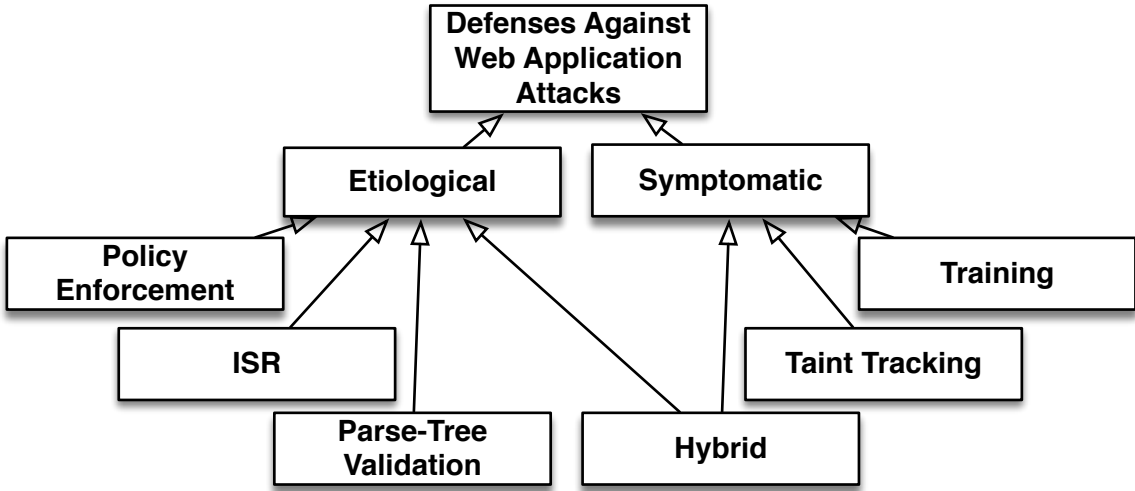 Defenses Against
Web Application
Attacks
Etiological
Symptomatic
Policy
Enforcement
Training
ISR
Taint Tracking
Parse-Tree
Validation
Hybrid